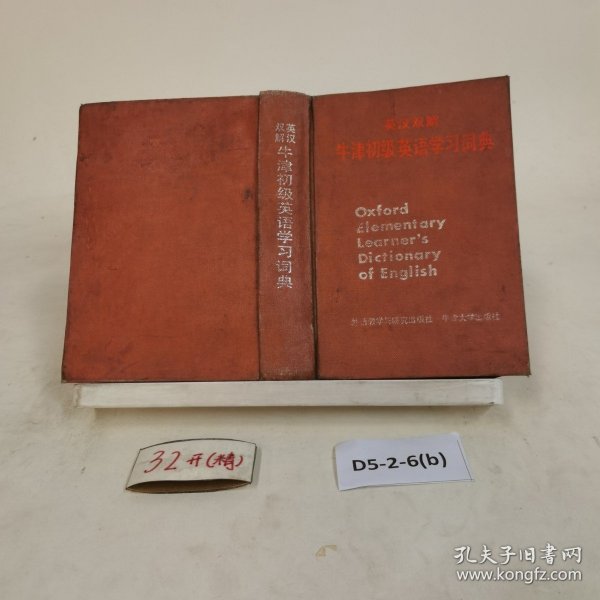 英汉双解
牛津初级英语学习词典
英汉双解 牛津初级英语学习词典
Oxford
Elementary
Learner's
Dictionary
of English
外语教学与研究出版社 牛津大学出版社
32开(精)
D5-2-6(b)
孔夫子旧书网
www.kongfz.com